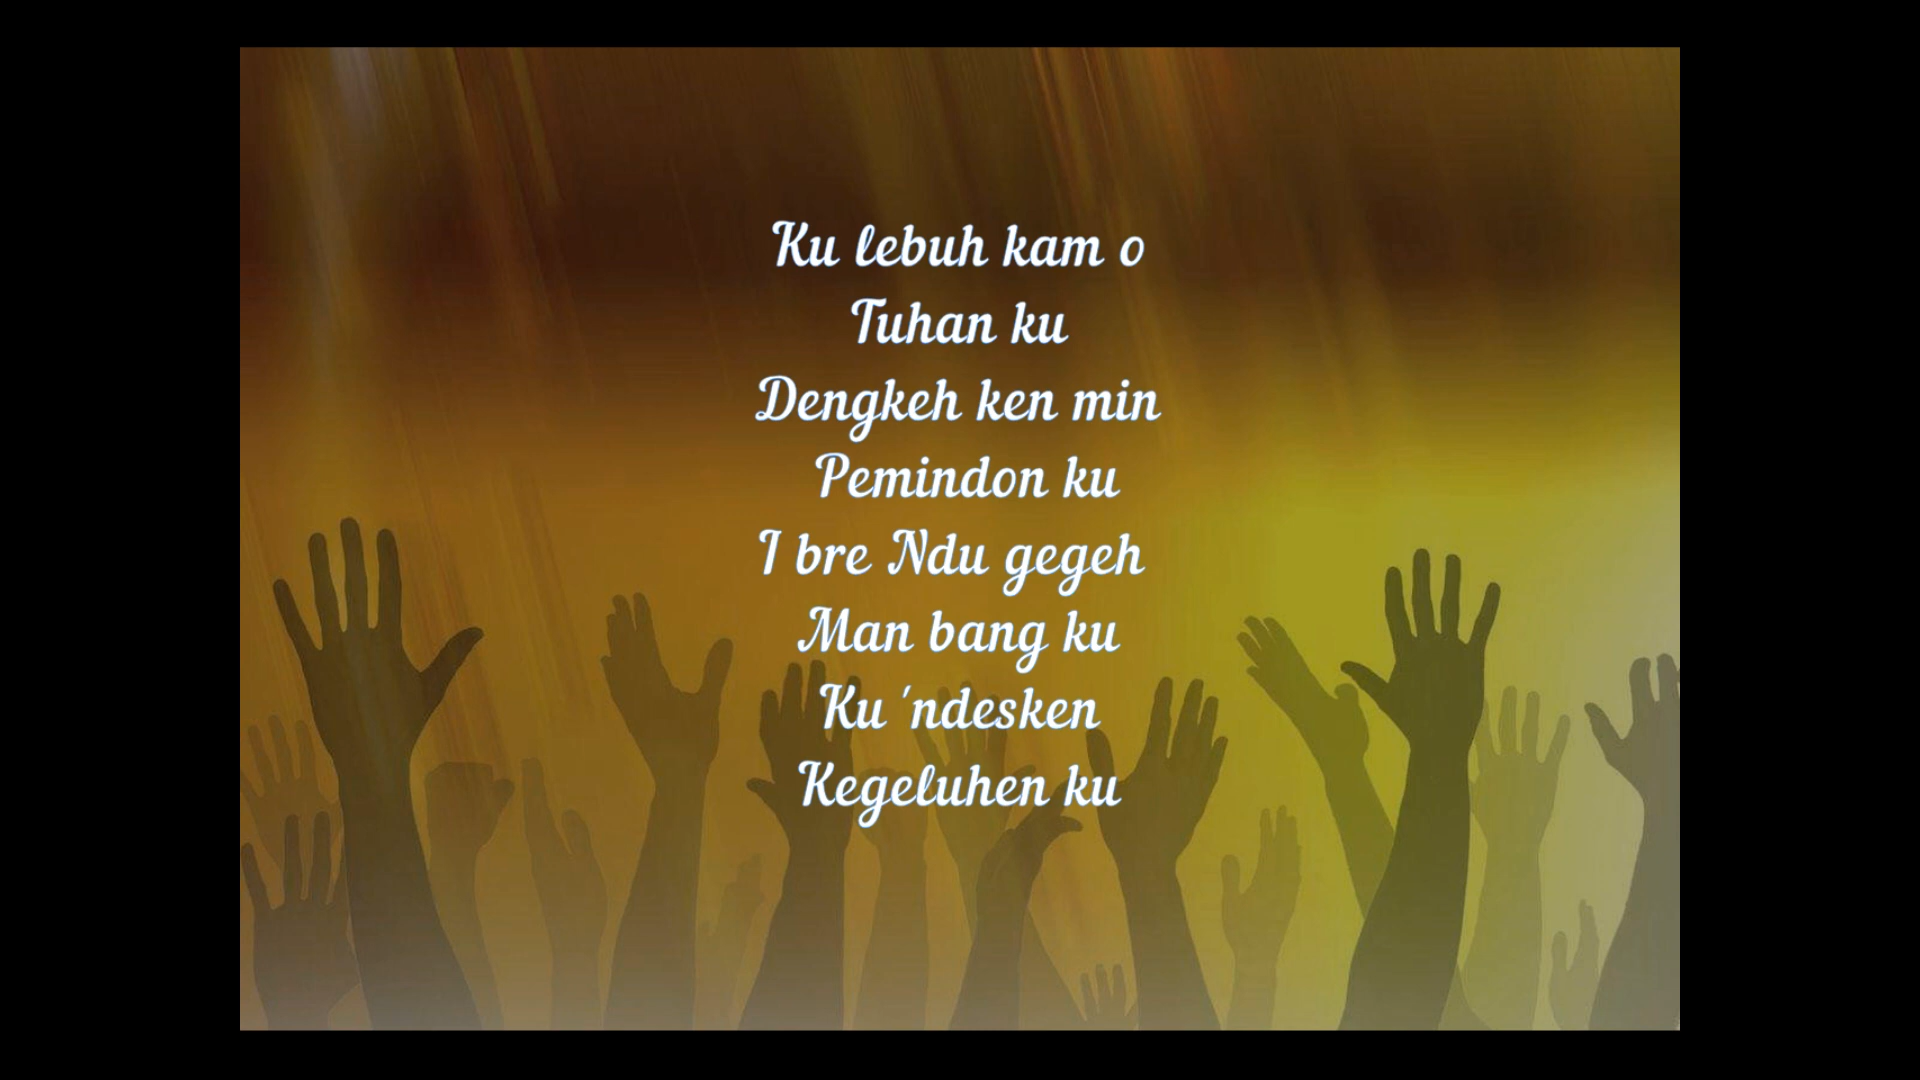 Ku lebuh kam o
Tuhan ku
Dengkeh ken min
Pemindon ku
I bre Ndu gegeh
Man bang ku
Ku 'ndesken
Kegeluhen ku